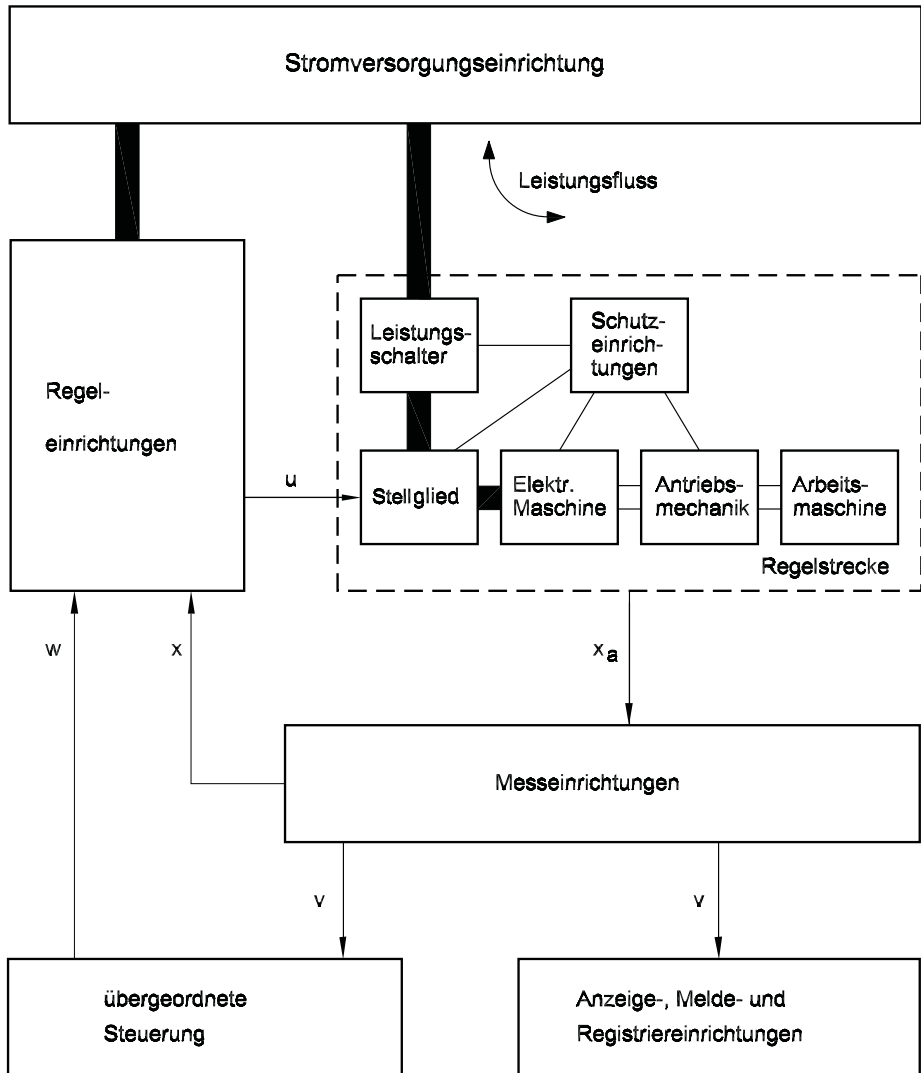 Stromversorgungseinrichtung
Leistungsfluss
Leistungs-
schalter
Schutz-
einrich-
tungen
Regel-
einrichtungen
u
Stellglied
Elektr.
Maschine
Antriebs-
mechanik
Arbeits-
maschine
Regelstrecke
w
x
xa
Messeinrichtungen
v
v
übergeordnete
Steuerung
Anzeige-, Melde- und
Registriereinrichtungen